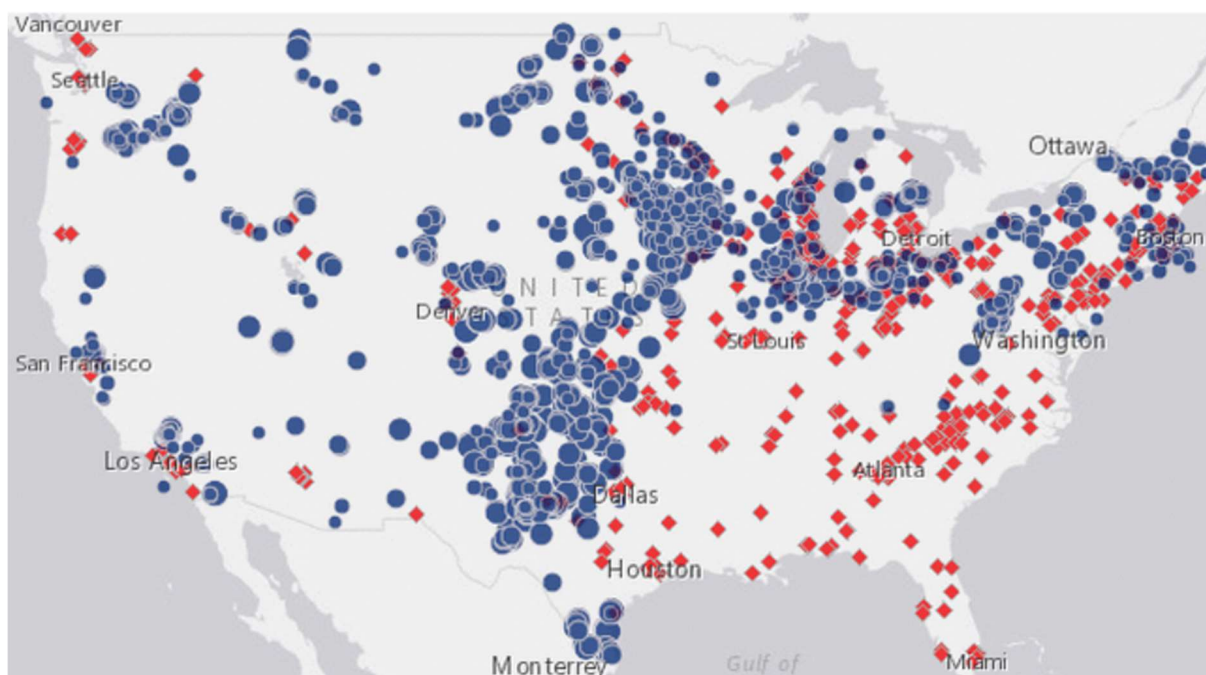 Vancouver
Seattle
Ottawa
Boston
Detroit
UNITED
STATES
Denver
St Louis
Washington
San Francisco
Los Angeles
Atlanta
Dallas
Houston
Monterrey
Gulf of
Miami